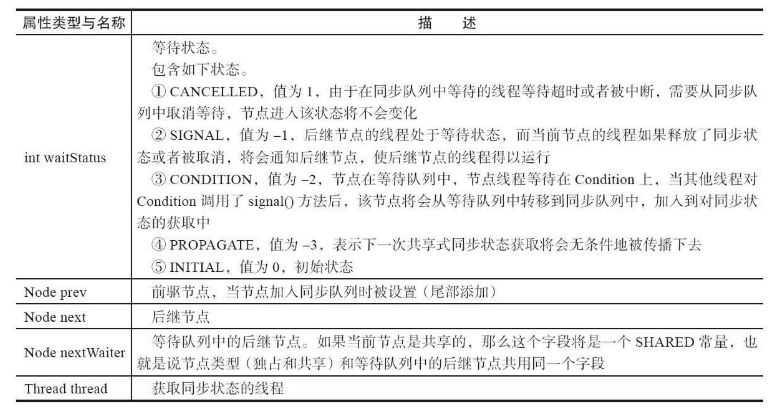 属性类型与名称 描 述
等待状态。
包含如下状态。
① CANCELLED，值为 1，由于在同步队列中等待的线程等待超时或者被中断，需要从同步队
列中取消等待，节点进入该状态将不会变化
② SIGNAL，值为 –1，后继节点的线程处于等待状态，而当前节点的线程如果释放了同步状
int waitStatus 态或者被取消，将会通知后继节点，使后继节点的线程得以运行
③ CONDITION，值为 –2，节点在等待队列中，节点线程等待在 Condition 上，当其他线程对
Condition 调用了 signal() 方法后，该节点将会从等待队列中转移到同步队列中，加入到对同步状
态的获取中
④ PROPAGATE，值为 –3，表示下一次共享式同步状态获取将会无条件地被传播下去
⑤ INITIAL，值为 0，初始状态
Node prev 前驱节点，当节点加入同步队列时被设置（尾部添加）
Node next 后继节点
Node nextWaiter 等待队列中的后继节点。如果当前节点是共享的，那么这个字段将是一个 SHARED 常量，也
就是说节点类型（独占和共享）和等待队列中的后继节点共用同一个字段
Thread thread 获取同步状态的线程